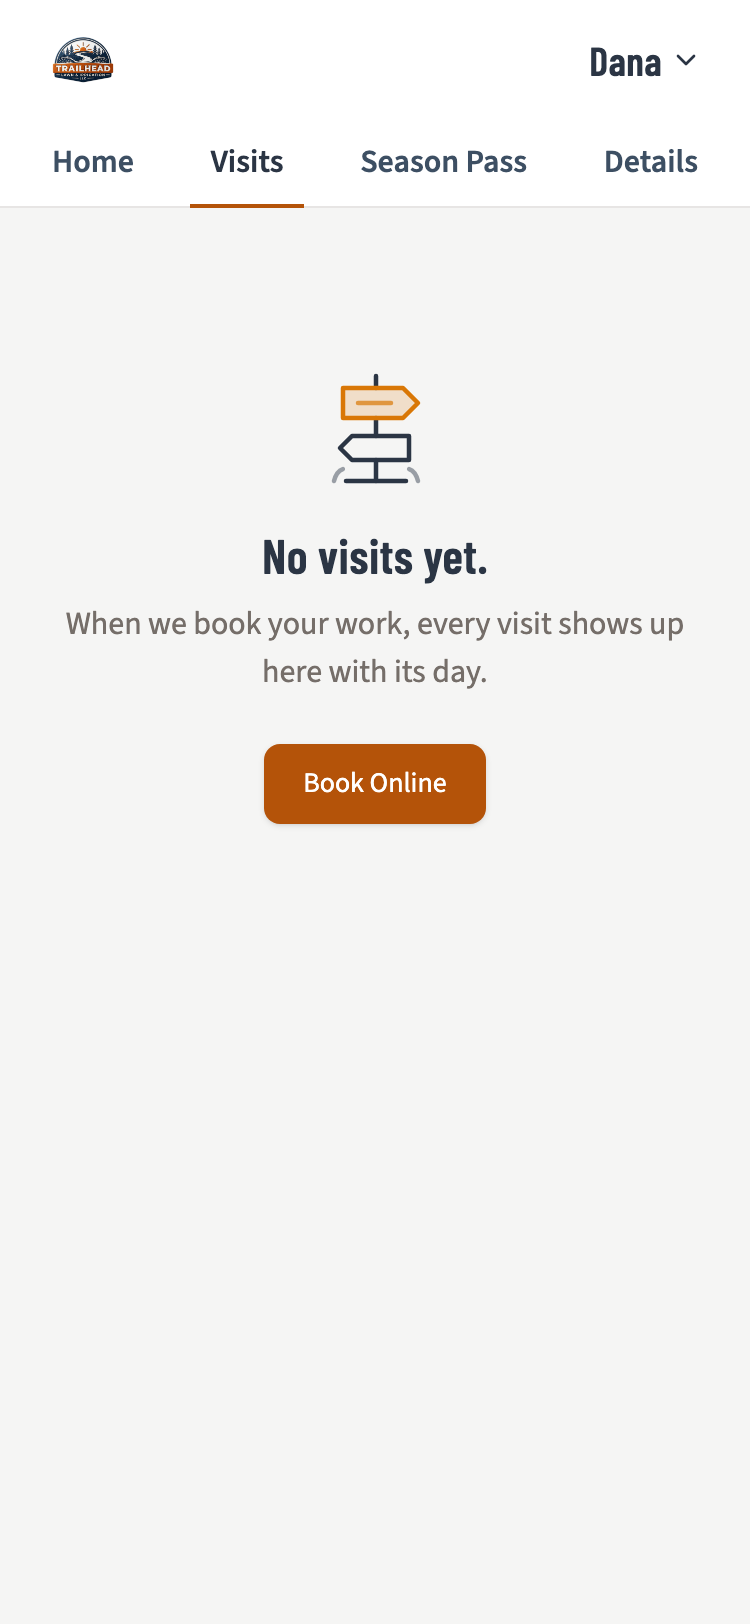 TRAILHEAD
Dana
Home Visits Season Pass Details
No visits yet.
When we book your work, every visit shows up
here with its day.
Book Online